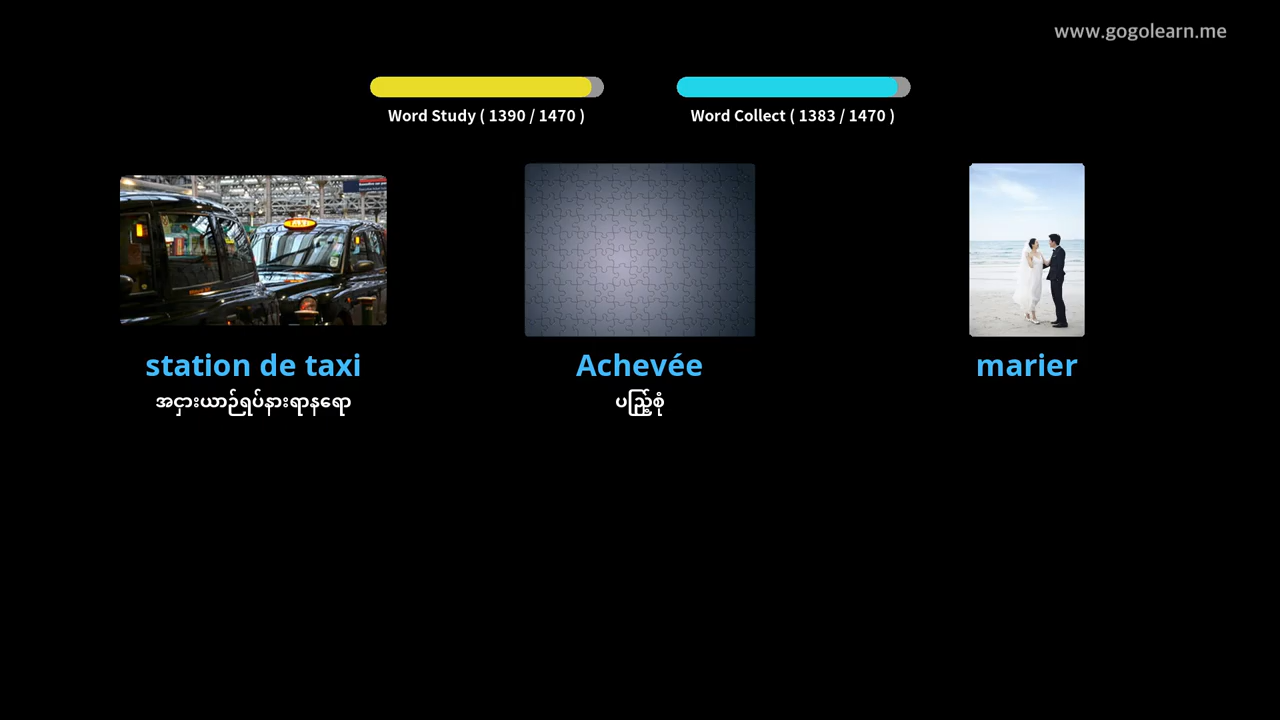 www.gogolearn.me
Word Study ( 1390 / 1470 )
Word Collect ( 1383 / 1470 )
TAXI
station de taxi
Achevée
marier
အငှားယာဉ်ရပ်နားရာနရော
ပြည့်စုံ